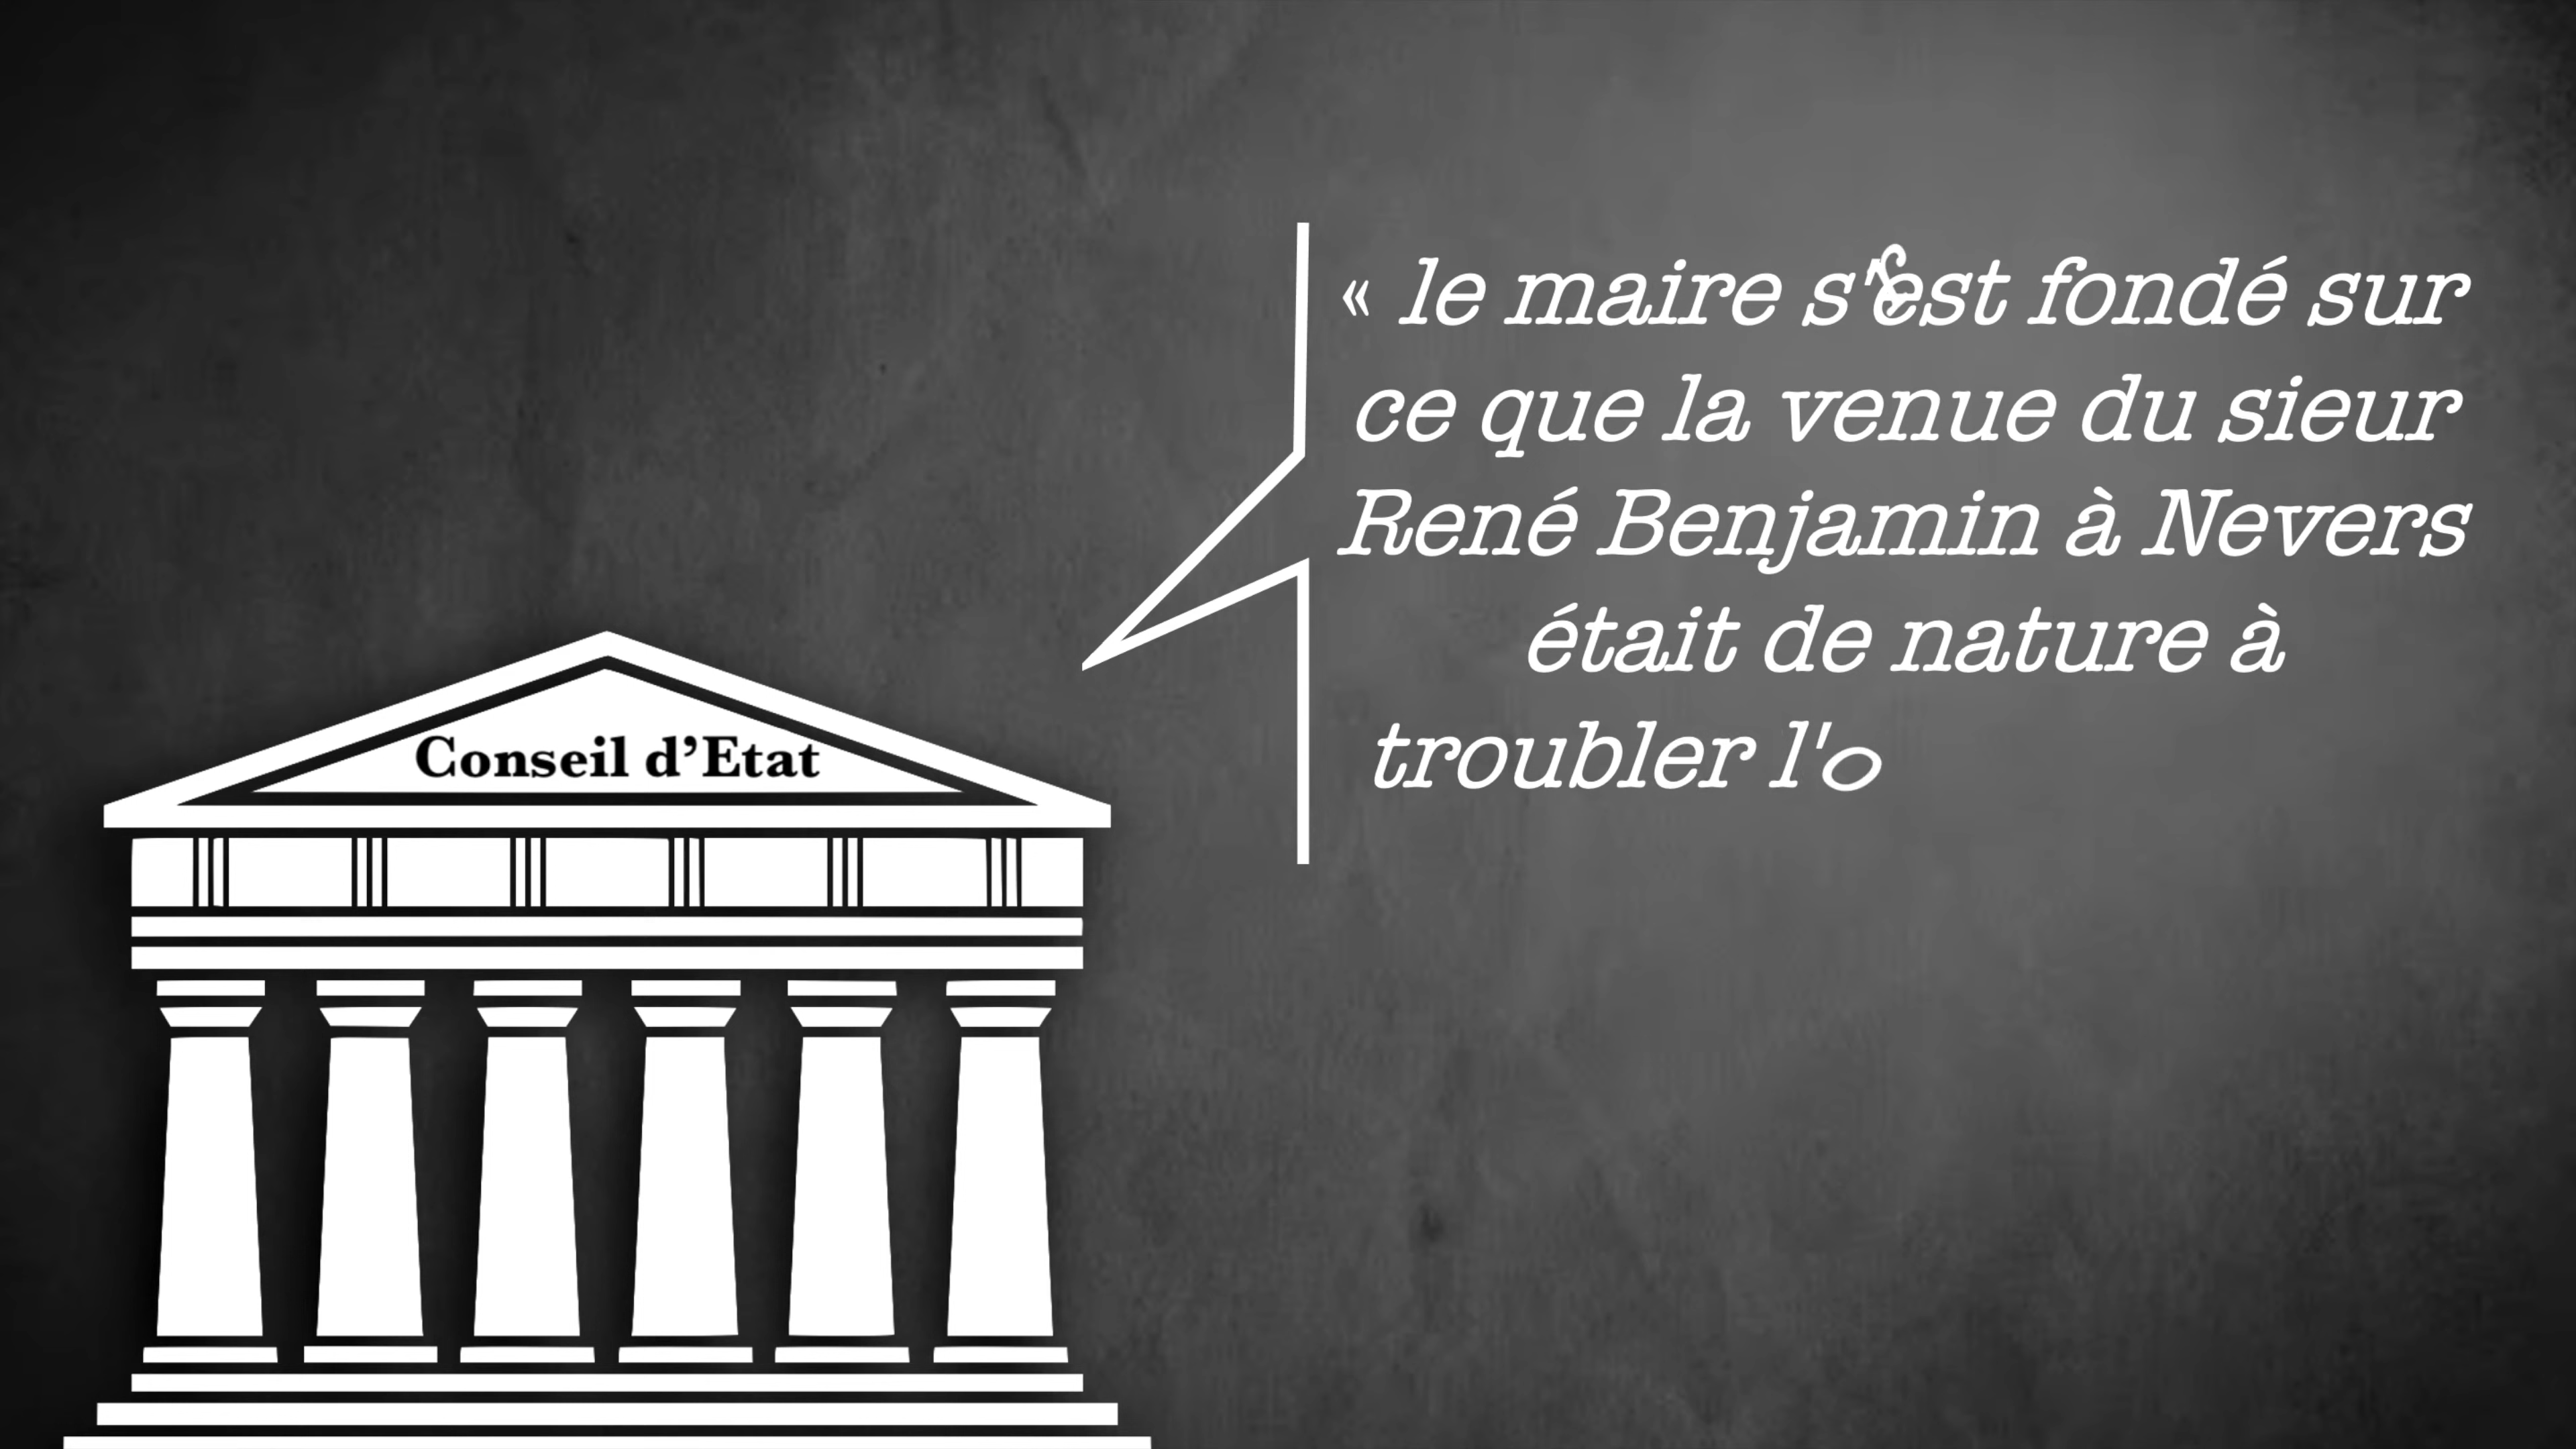 « le maire s'est fondé sur
ce que la venue du sieur
René Benjamin à Nevers
était de nature à
troubler l'o
Conseil d'Etat